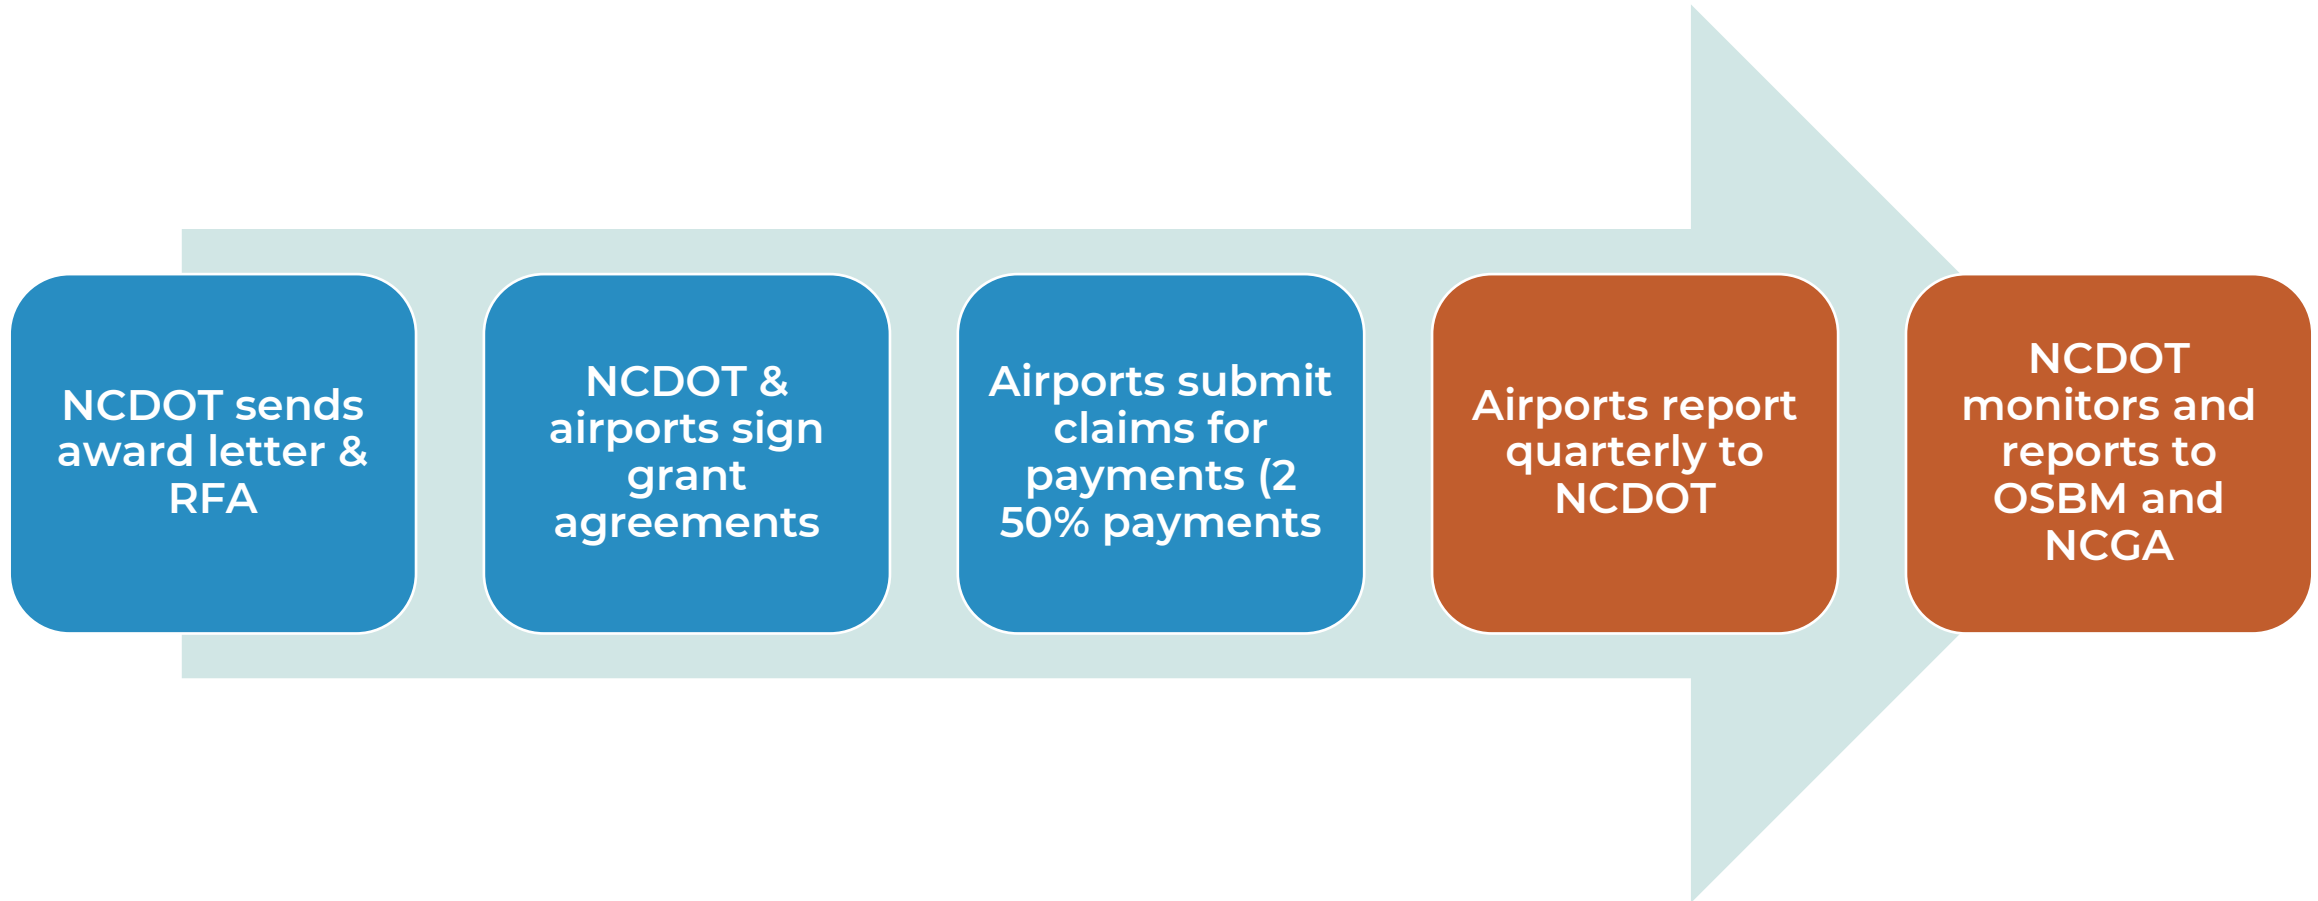 NCDOT sends
award letter &
RFA
NCDOT &
airports sign
grant
agreements
Airports submit
claims for
payments (2
50% payments
Airports report
quarterly to
NCDOT
NCDOT
monitors and
reports to
OSBM and
NCGA